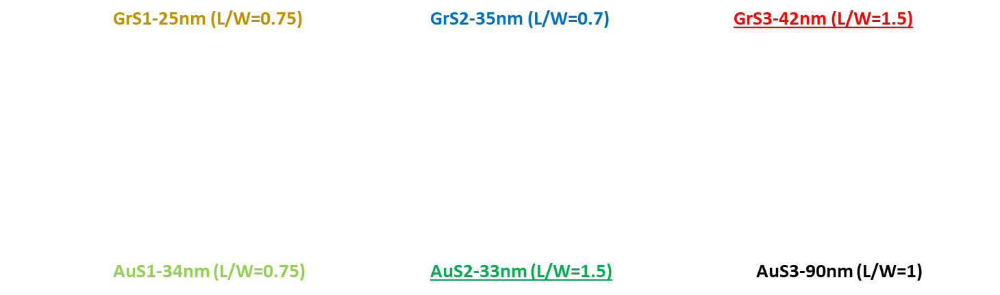 GrS1-25nm (L/W=0.75)
GrS2-35nm (L/W=0.7)
GrS3-42nm (L/W=1.5)
AuS1-34nm (L/W=0.75)
AuS2-33nm (L/W=1.5)
AuS3-90nm (L/W=1)